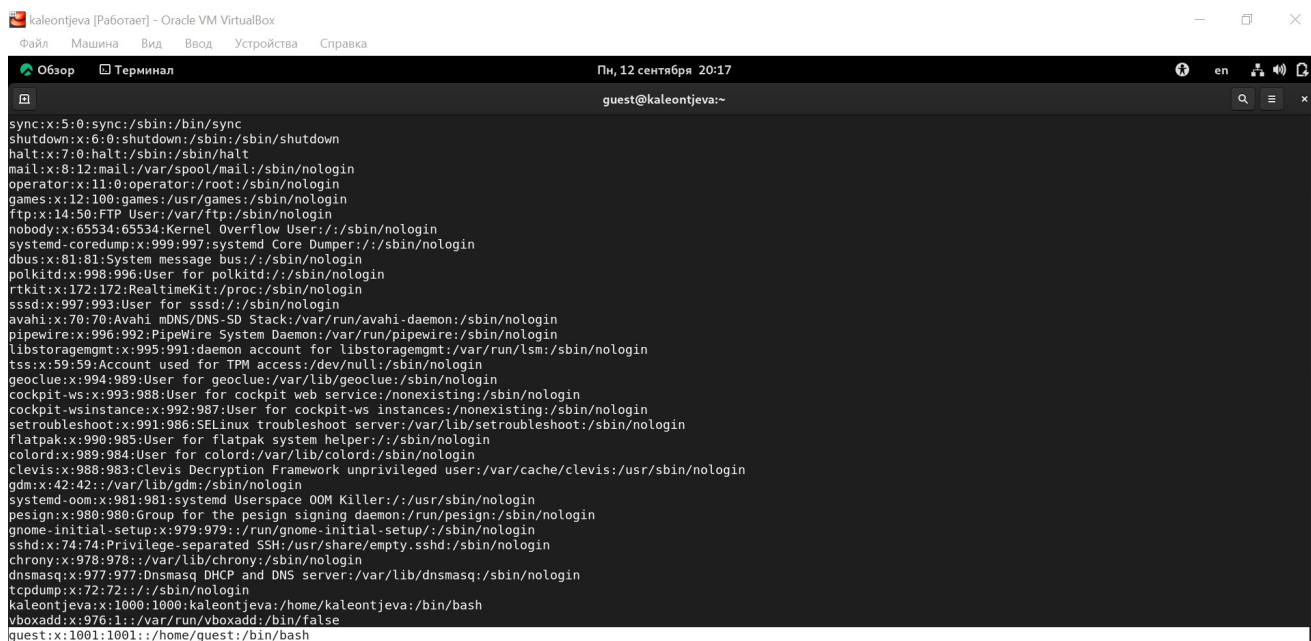 kaleontjeva [Работает] - Oracle VM VirtualBox
Файл Машина Вид Ввод Устройства Справка
Обзор Терминал Пн, 12 сентября 20:17 en
guest@kaleontjeva:~
sync:x:5:0:sync:/sbin:/bin/sync
shutdown:x:6:0:shutdown:/sbin:/sbin/shutdown
halt:x:7:0:halt:/sbin:/sbin/halt
mail:x:8:12:mail:/var/spool/mail:/sbin/nologin
operator:x:11:0:operator:/root:/sbin/nologin
games:x:12:100:games:/usr/games:/sbin/nologin
ftp:x:14:50:FTP User:/var/ftp:/sbin/nologin
nobody:x:65534:65534:Kernel Overflow User:/:/sbin/nologin
systemd-coredump:x:999:997:systemd Core Dumper:/:/sbin/nologin
dbus:x:81:81:System message bus:/:/sbin/nologin
polkitd:x:998:996:User for polkitd:/:/sbin/nologin
rtkit:x:172:172:RealtimeKit:/proc:/sbin/nologin
sssd:x:997:993:User for sssd:/:/sbin/nologin
avahi:x:70:70:Avahi mDNS/DNS-SD Stack:/var/run/avahi-daemon:/sbin/nologin
pipewire:x:996:992:PipeWire System Daemon:/var/run/pipewire:/sbin/nologin
libstoragemgmt:x:995:991:daemon account for libstoragemgmt:/var/run/lsm:/sbin/nologin
tss:x:59:59:Account used for TPM access:/dev/null:/sbin/nologin
geoclue:x:994:989:User for geoclue:/var/lib/geoclue:/sbin/nologin
cockpit-ws:x:993:988:User for cockpit web service:/nonexisting:/sbin/nologin
cockpit-wsinstance:x:992:987:User for cockpit-ws instances:/nonexisting:/sbin/nologin
setroubleshoot:x:991:986:SELinux troubleshoot server:/var/lib/setroubleshoot:/sbin/nologin
flatpak:x:990:985:User for flatpak system helper:/:/sbin/nologin
colord:x:989:984:User for colord:/var/lib/colord:/sbin/nologin
clevis:x:988:983:Clevis Decryption Framework unprivileged user:/var/cache/clevis:/usr/sbin/nologin
gdm:x:42:42::/var/lib/gdm:/sbin/nologin
systemd-oom:x:981:981:systemd Userspace OOM Killer:/:/usr/sbin/nologin
pesign:x:980:980:Group for the pesign signing daemon:/run/pesign:/sbin/nologin
gnome-initial-setup:x:979:979::/run/gnome-initial-setup/:/sbin/nologin
sshd:x:74:74:Privilege-separated SSH:/usr/share/empty.sshd:/sbin/nologin
chrony:x:978:978::/var/lib/chrony:/sbin/nologin
dnsmasq:x:977:977:Dnsmasq DHCP and DNS server:/var/lib/dnsmasq:/sbin/nologin
tcpdump:x:72:72::/:/sbin/nologin
kaleontjeva:x:1000:1000:kaleontjeva:/home/kaleontjeva:/bin/bash
vboxadd:x:976:1::/var/run/vboxadd:/bin/false
guest:x:1001:1001::/home/guest:/bin/bash